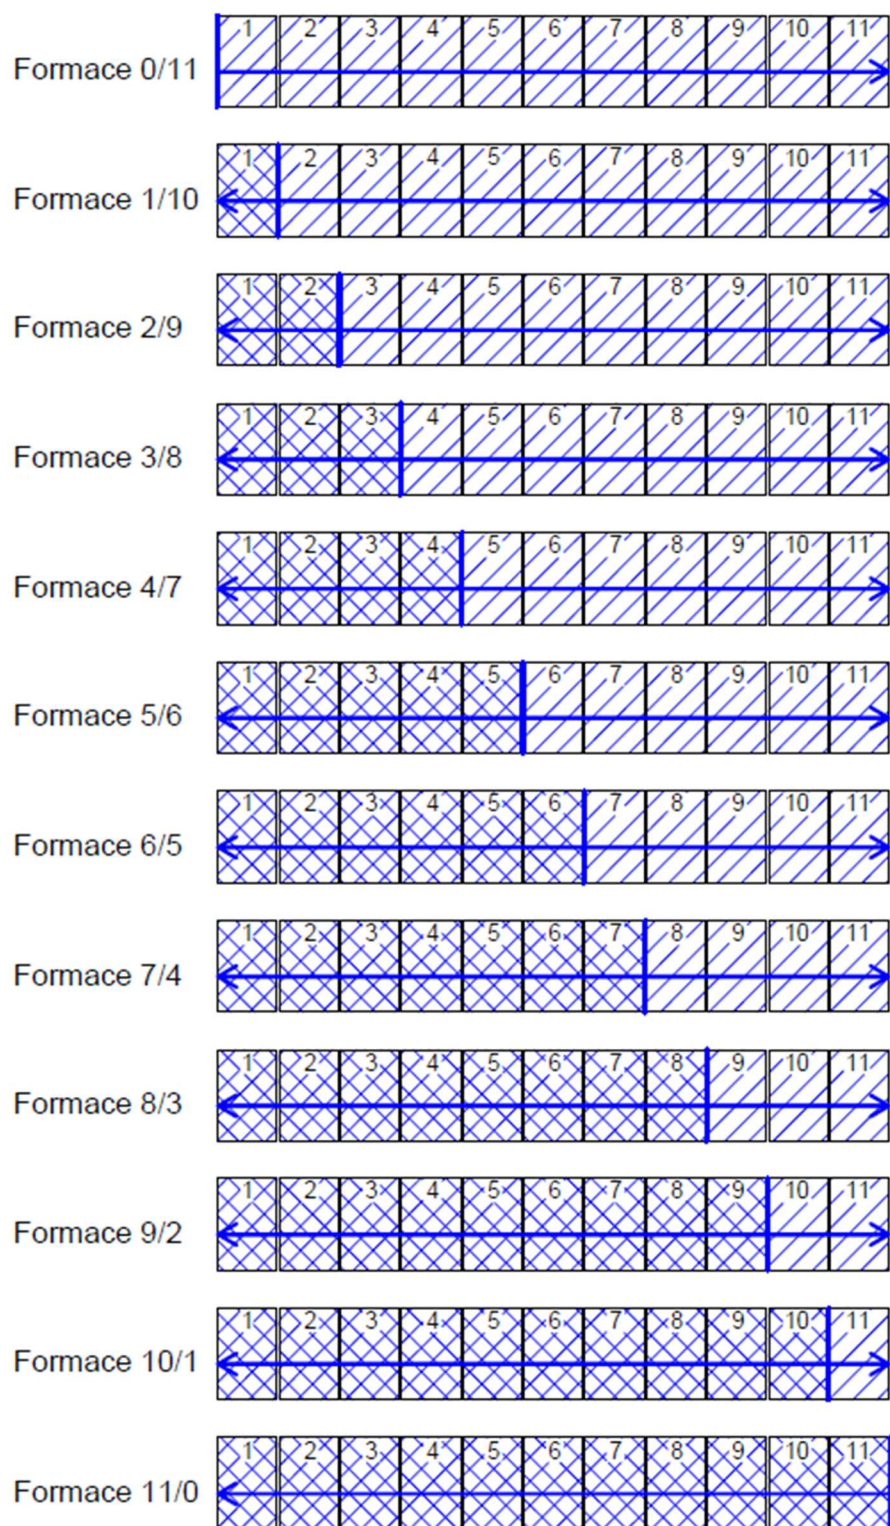 1 2 3 4 5 6 7 8 9 10 11
Formace 0/11
1 2 3 4 5 6 7 8 9 10 11
Formace 1/10
1 2 3 4 5 6 7 8 9 10 11
Formace 2/9
1 2 3 4 5 6 7 8 9 10 11
Formace 3/8
1 2 3 4 5 6 7 8 9 10 11
Formace 4/7
1 2 3 4 5 6 7 8 9 10 11
Formace 5/6
1 2 3 4 5 6 7 8 9 10 11
Formace 6/5
1 2 3 4 5 6 7 8 9 10 11
Formace 7/4
1 2 3 4 5 6 7 8 9 10 11
Formace 8/3
1 2 3 4 5 6 7 8 9 10 11
Formace 9/2
1 2 3 4 5 6 7 8 9 10 11
Formace 10/1
1 2 3 4 5 6 7 8 9 10 11
Formace 11/0